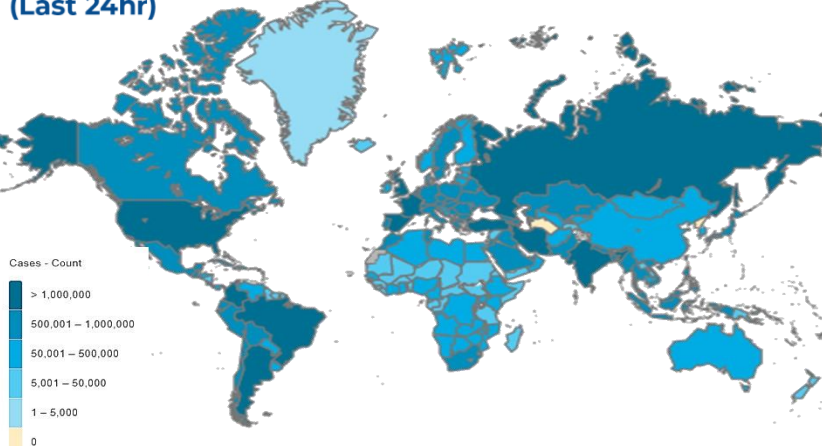 (Last 24hr)
Cases - Count
> 1,000,000
500,001 – 1,000,000
50,001 – 500,000
5,001 – 50,000
1 – 5,000
0